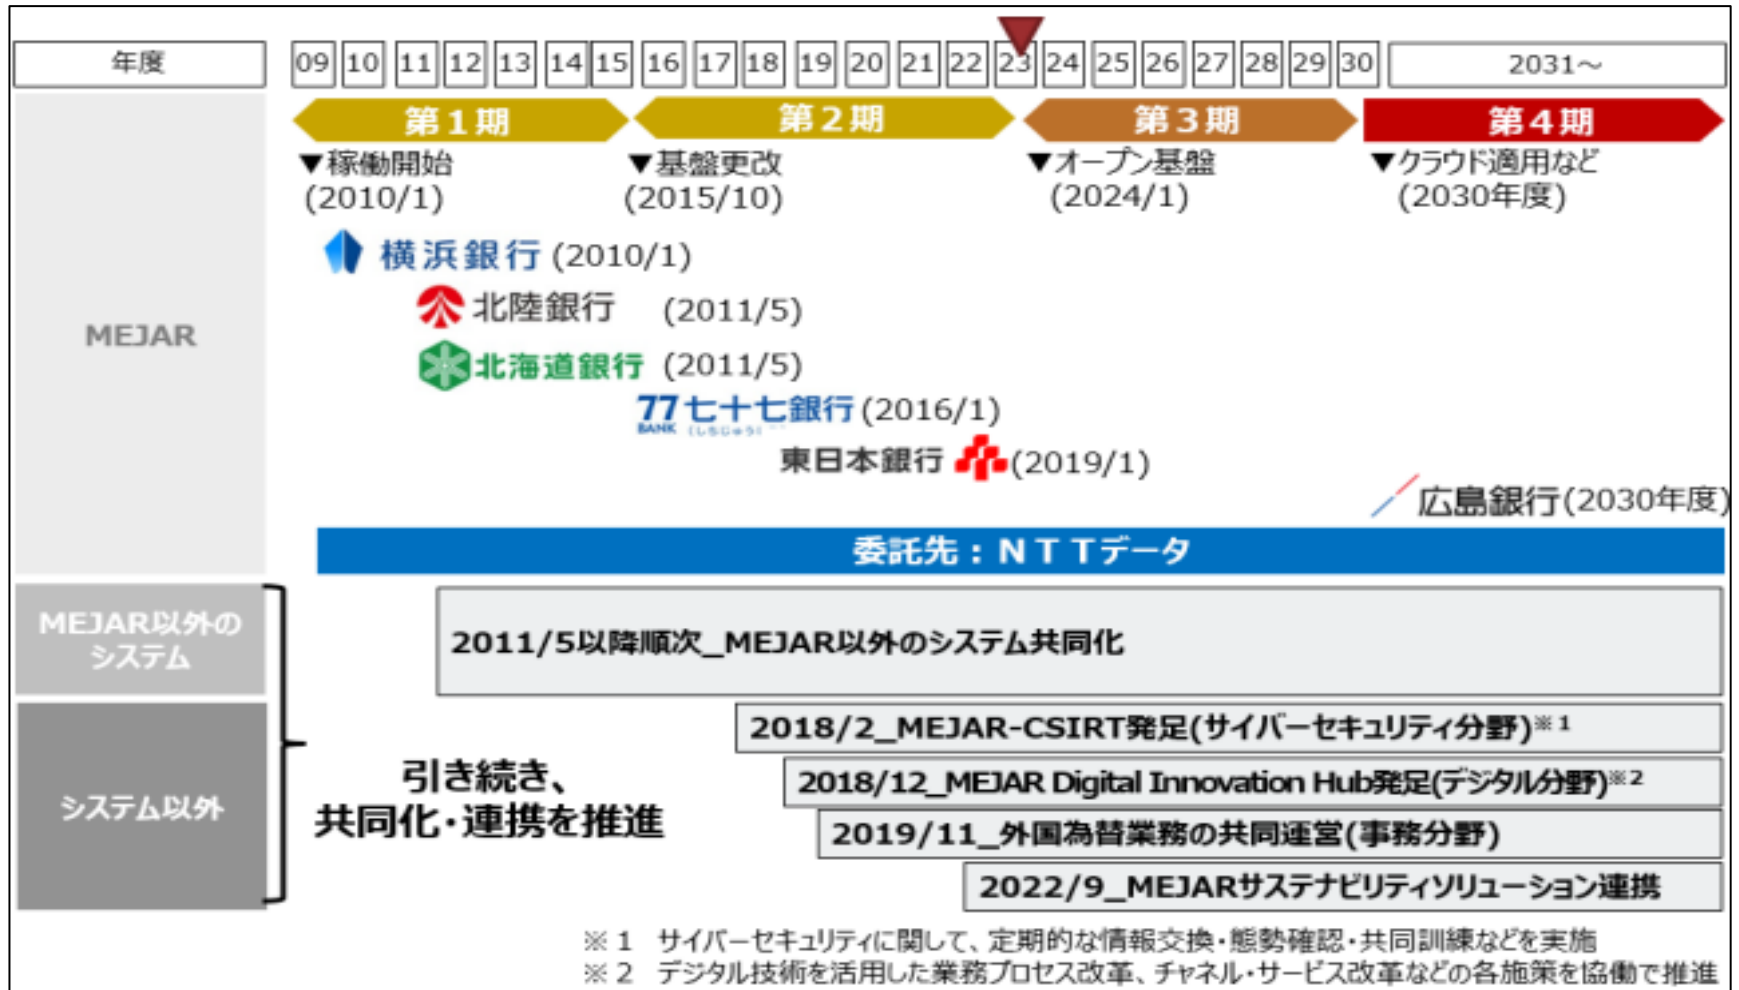 年度 09 10 11 12 13 14 15 16 17 18 19 20 21 22 23 24 25 26 27 28 29 30 2031～
第１期 第２期 第３期 第４期
▼稼働開始 ▼基盤更改 ▼オープン基盤 ▼クラウド適用など
(2010/1) (2015/10) (2024/1) (2030年度)
MEJAR
横浜銀行 (2010/1)
北陸銀行 (2011/5)
北海道銀行 (2011/5)
77 BANK 七十七銀行 (2016/1)
(しちじゅう)
東日本銀行 (2019/1)
広島銀行(2030年度)
委託先：ＮＴＴデータ
MEJAR以外の
システム
2011/5以降順次_MEJAR以外のシステム共同化
システム以外
引き続き、
共同化・連携を推進
2018/2_MEJAR-CSIRT発足(サイバーセキュリティ分野)※1
2018/12_MEJAR Digital Innovation Hub発足(デジタル分野)※2
2019/11_外国為替業務の共同運営(事務分野)
2022/9_MEJARサステナビリティソリューション連携
※１ サイバーセキュリティに関して、定期的な情報交換・態勢確認・共同訓練などを実施
※２ デジタル技術を活用した業務プロセス改革、チャネル・サービス改革などの各施策を協働で推進